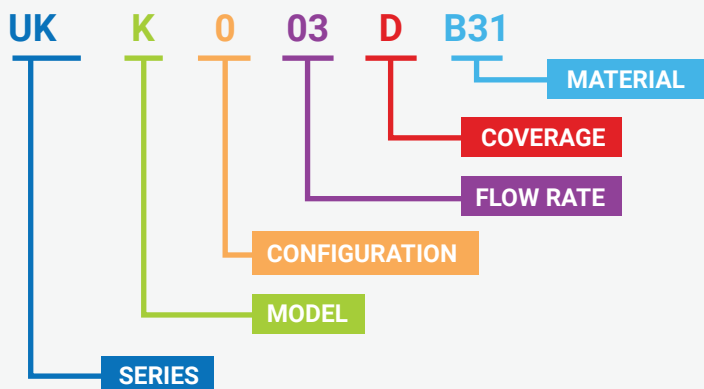 UK K 0 03 D B31
MATERIAL
COVERAGE
FLOW RATE
CONFIGURATION
MODEL
SERIES